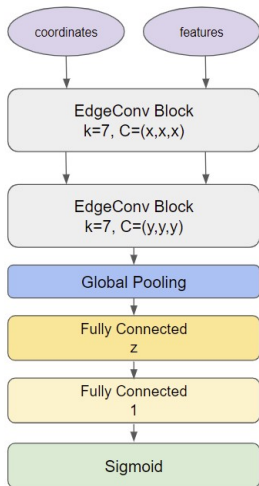 coordinates features
EdgeConv Block
k=7, C=(x,x,x)
EdgeConv Block
k=7, C=(y,y,y)
Global Pooling
Fully Connected
z
Fully Connected
1
Sigmoid